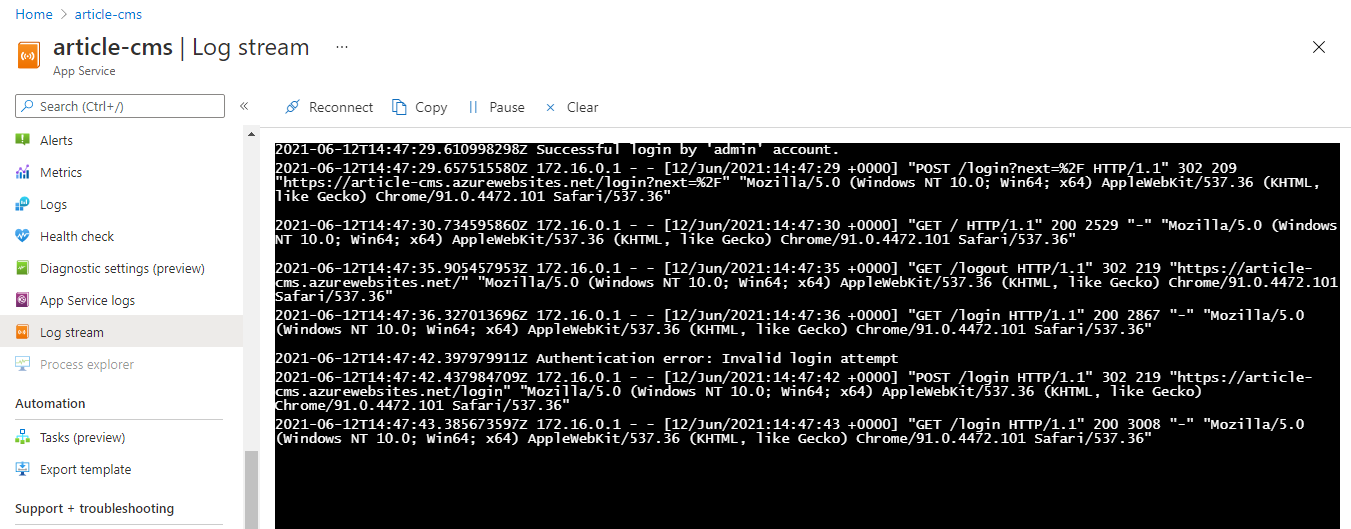 Home > article-cms
article-cms | Log stream ...
App Service
Search (Ctrl+/)
«
Reconnect Copy Pause Clear
Alerts
Metrics
Logs
Health check
Diagnostic settings (preview)
App Service logs
Log stream
Process explorer
Automation
Tasks (preview)
Export template
Support + troubleshooting
2021-06-12T14:47:29.610998298Z Successful login by 'admin' account.
2021-06-12T14:47:29.657515580Z 172.16.0.1 - - [12/Jun/2021:14:47:29 +0000] "POST /login?next=%2F HTTP/1.1" 302 209
"https://article-cms.azurewebsites.net/login?next=%2F" "Mozilla/5.0 (Windows NT 10.0; Win64; x64) AppleWebKit/537.36 (KHTML,
like Gecko) Chrome/91.0.4472.101 Safari/537.36"
2021-06-12T14:47:30.734595860Z 172.16.0.1 - - [12/Jun/2021:14:47:30 +0000] "GET / HTTP/1.1" 200 2529 "-" "Mozilla/5.0 (Windows
NT 10.0; Win64; x64) AppleWebKit/537.36 (KHTML, like Gecko) Chrome/91.0.4472.101 Safari/537.36"
2021-06-12T14:47:35.905457953Z 172.16.0.1 - - [12/Jun/2021:14:47:35 +0000] "GET /logout HTTP/1.1" 302 219 "https://article-
cms.azurewebsites.net/" "Mozilla/5.0 (Windows NT 10.0; Win64; x64) AppleWebKit/537.36 (KHTML, like Gecko) Chrome/91.0.4472.101
Safari/537.36"
2021-06-12T14:47:36.327013696Z 172.16.0.1 - - [12/Jun/2021:14:47:36 +0000] "GET /login HTTP/1.1" 200 2867 "-" "Mozilla/5.0
(Windows NT 10.0; Win64; x64) AppleWebKit/537.36 (KHTML, like Gecko) Chrome/91.0.4472.101 Safari/537.36"
2021-06-12T14:47:42.397979911Z Authentication error: Invalid login attempt
2021-06-12T14:47:42.437984709Z 172.16.0.1 - - [12/Jun/2021:14:47:42 +0000] "POST /login HTTP/1.1" 302 219 "https://article-
cms.azurewebsites.net/login" "Mozilla/5.0 (Windows NT 10.0; Win64; x64) AppleWebKit/537.36 (KHTML, like Gecko)
Chrome/91.0.4472.101 Safari/537.36"
2021-06-12T14:47:43.385673597Z 172.16.0.1 - - [12/Jun/2021:14:47:43 +0000] "GET /login HTTP/1.1" 200 3008 "-" "Mozilla/5.0
(Windows NT 10.0; Win64; x64) AppleWebKit/537.36 (KHTML, like Gecko) Chrome/91.0.4472.101 Safari/537.36"